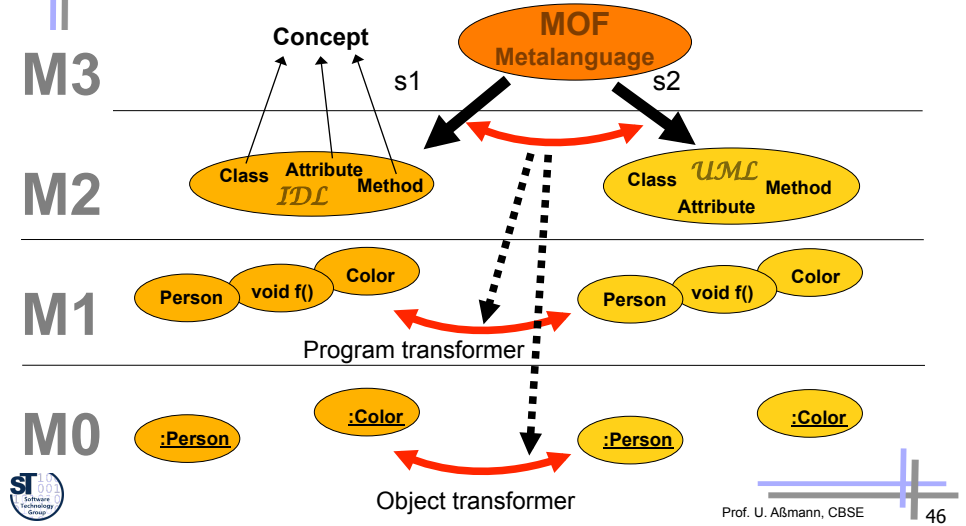 MOF
Metalanguage
Concept
M3
s1
s2
Class
Attribute
Method
IDL
Class
UML
Method
Attribute
M2
Person
void f()
Color
Person
void f()
Color
M1
Program transformer
M0
:Person
:Color
:Person
:Color
Object transformer
ST
Software
Technology
Group
Prof. U. Aßmann, CBSE
46